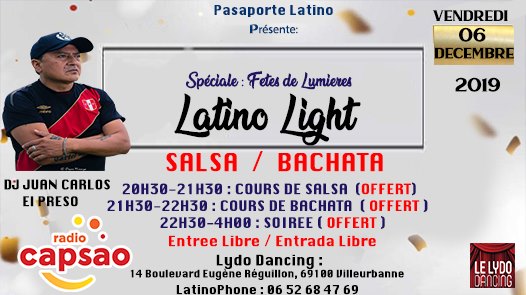 Pasaporte Latino
Présente:
VENDREDI
06
DECEMBRE
2019
Spéciale : Fetes de Lumieres
Latino Light
SALSA / BACHATA
DJ JUAN CARLOS
El PRESO
20H30-21H30 : COURS DE SALSA ( OFFERT)
21H30-22H30 : COURS DE BACHATA ( OFFERT )
22H30-4H00 : SOIREE ( OFFERT )
Entree Libre / Entrada Libre
radio
capsao
Lydo Dancing :
14 Boulevard Eugène Réguillon, 69100 Villeurbanne
LatinoPhone : 06 52 68 47 69
LE LYDO
DANCING